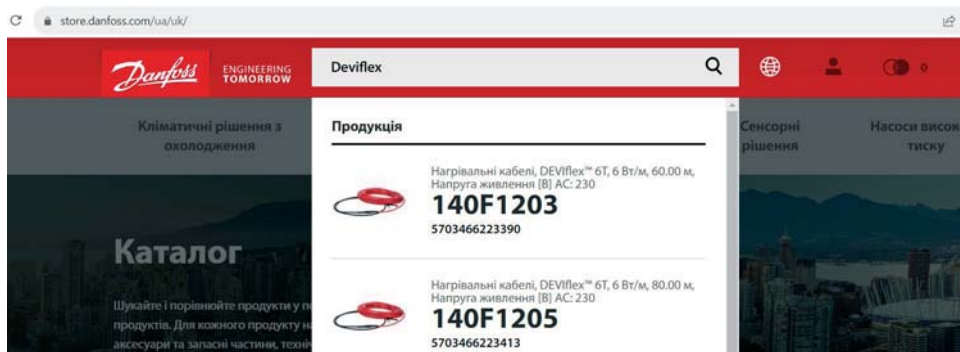 store.danfoss.com/ua/uk/
Danfoss
ENGINEERING
TOMORROW
Deviflex
0
Кліматичні рішення з
охолодження
Продукція
Сенсорні
рішення
Насоси
тиску
Нагрівальні кабелі, DEVIflex™ 6T, 6 Вт/м, 60.00 м,
Напруга живлення [В] AC: 230
140F1203
5703466223390
Каталог
Нагрівальні кабелі, DEVIflex™ 6T, 6 Вт/м, 80.00 м,
Напруга живлення [В] AC: 230
140F1205
5703466223413
Шукайте і порівнюйте продукти у
продуктів. Для кожного продукту
аксесуари та запасні частини,